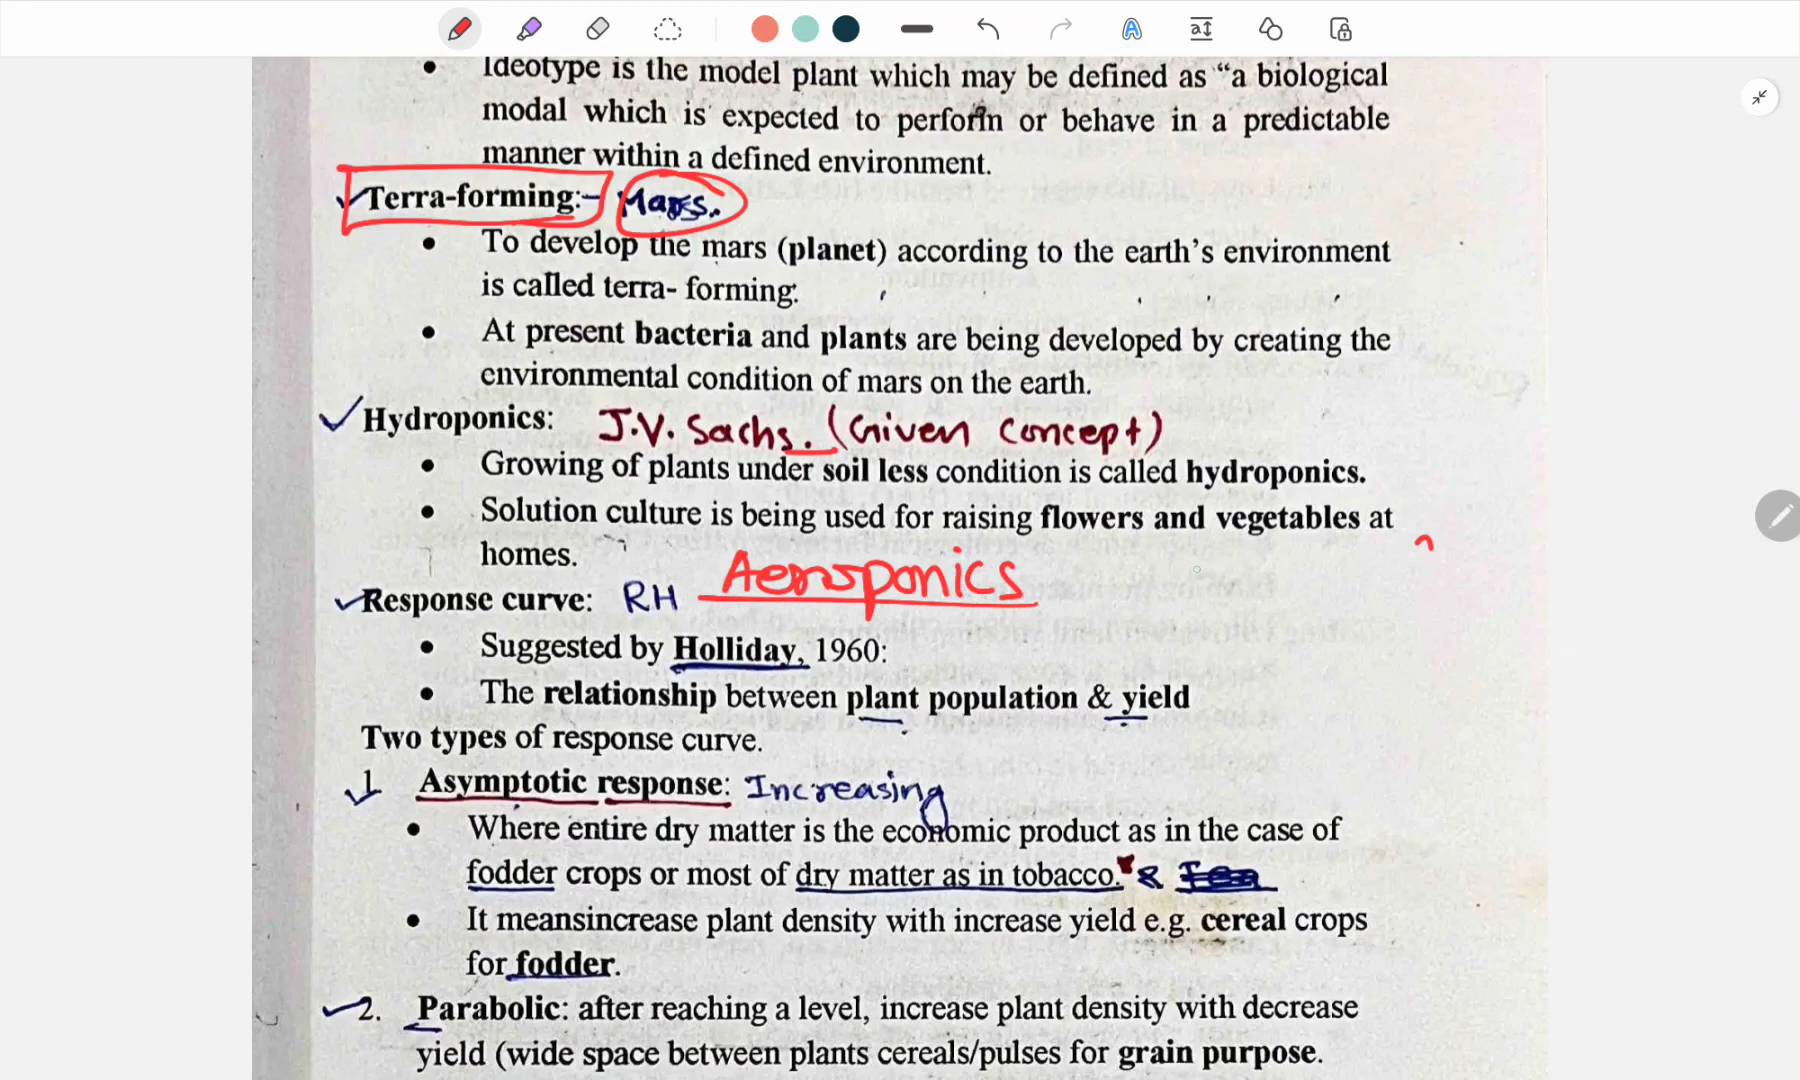 • Ideotype is the model plant which may be defined as “a biological
modal which is expected to perform or behave in a predictable
manner within a defined environment.
Terra-forming:- Mars.
• To develop the mars (planet) according to the earth’s environment
is called terra- forming:
• At present bacteria and plants are being developed by creating the
environmental condition of mars on the earth.
Hydroponics: J.V. Sachs. (Given Concept)
• Growing of plants under soil less condition is called hydroponics.
• Solution culture is being used for raising flowers and vegetables at
homes.
Aeroponics
Response curve: RH
• Suggested by Holliday, 1960:
• The relationship between plant population & yield
Two types of response curve.
1. Asymptotic response: Increasing
• Where entire dry matter is the economic product as in the case of
fodder crops or most of dry matter as in tobacco. &
• It meansincrease plant density with increase yield e.g. cereal crops
for fodder.
2. Parabolic: after reaching a level, increase plant density with decrease
yield (wide space between plants cereals/pulses for grain purpose.